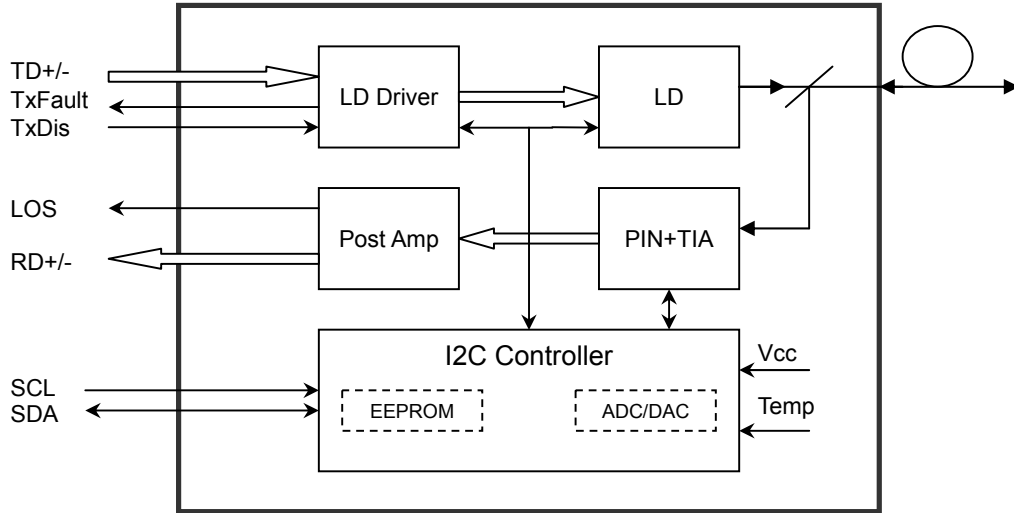 TD+/-
TxFault
TxDis
LD Driver
LD
LOS
RD+/-
Post Amp
PIN+TIA
I2C Controller
Vcc
SCL
SDA
EEPROM
ADC/DAC
Temp